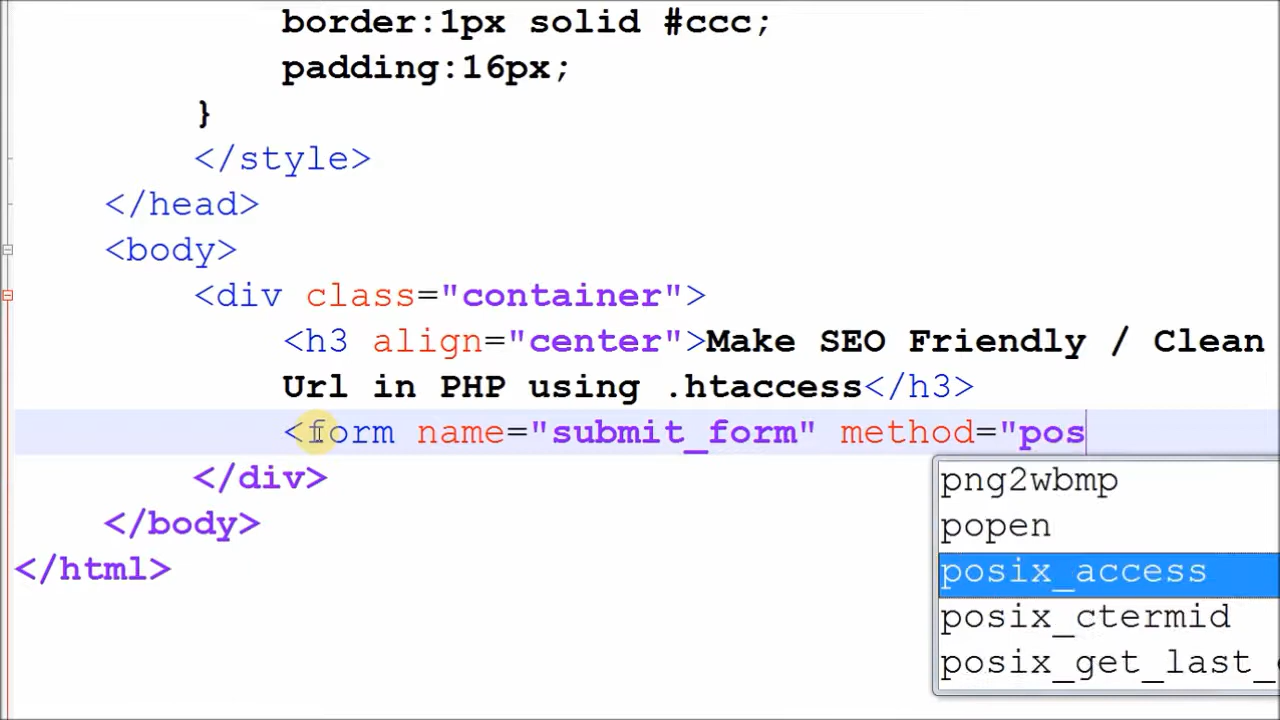 border:1px solid #ccc;
padding:16px;
}
</style>
</head>
<body>
<div class="container">
<h3 align="center">Make SEO Friendly / Clean
Url in PHP using .htaccess</h3>
<form name="submit_form" method="pos
</div>
</body>
</html>
png2wbmp
popen
posix_access
posix_ctermid
posix_get_last_